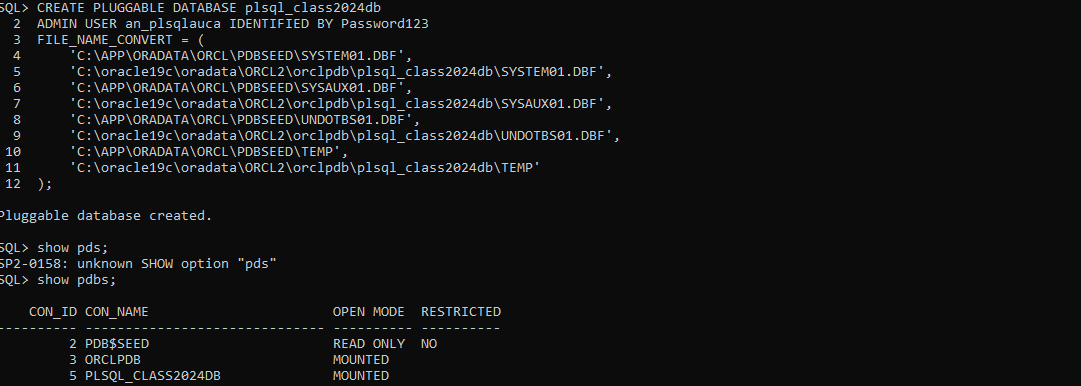 SQL> CREATE PLUGGABLE DATABASE plsql_class2024db
2 ADMIN USER an_plsqlauca IDENTIFIED BY Password123
3 FILE_NAME_CONVERT = (
4 'C:\APP\ORADATA\ORCL\PDBSEED\SYSTEM01.DBF',
5 'C:\oracle19c\oradata\ORCL2\orclpdb\plsql_class2024db\SYSTEM01.DBF',
6 'C:\APP\ORADATA\ORCL\PDBSEED\SYSAUX01.DBF',
7 'C:\oracle19c\oradata\ORCL2\orclpdb\plsql_class2024db\SYSAUX01.DBF',
8 'C:\APP\ORADATA\ORCL\PDBSEED\UNDOTBS01.DBF',
9 'C:\oracle19c\oradata\ORCL2\orclpdb\plsql_class2024db\UNDOTBS01.DBF',
10 'C:\APP\ORADATA\ORCL\PDBSEED\TEMP',
11 'C:\oracle19c\oradata\ORCL2\orclpdb\plsql_class2024db\TEMP'
12 );
Pluggable database created.
SQL> show pds;
SP2-0158: unknown SHOW option "pds"
SQL> show pdbs;
CON_ID CON_NAME OPEN MODE RESTRICTED
---------- ------------------------------ ---------- ----------
2 PDB$SEED READ ONLY NO
3 ORCLPDB MOUNTED
5 PLSQL_CLASS2024DB MOUNTED